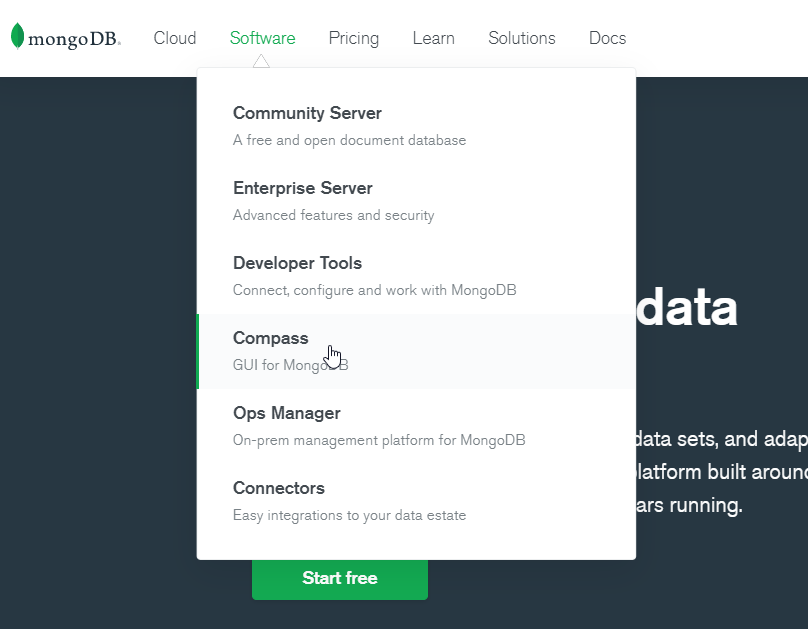 mongoDB.
Cloud
Software
Pricing
Learn
Solutions
Docs
Community Server
A free and open document database
Enterprise Server
Advanced features and security
Developer Tools
Connect, configure and work with MongoDB
Compass
GUI for MongoDB
Ops Manager
On-prem management platform for MongoDB
Connectors
Easy integrations to your data estate
data
data sets, and adap
platform built around
ars running.
Start free